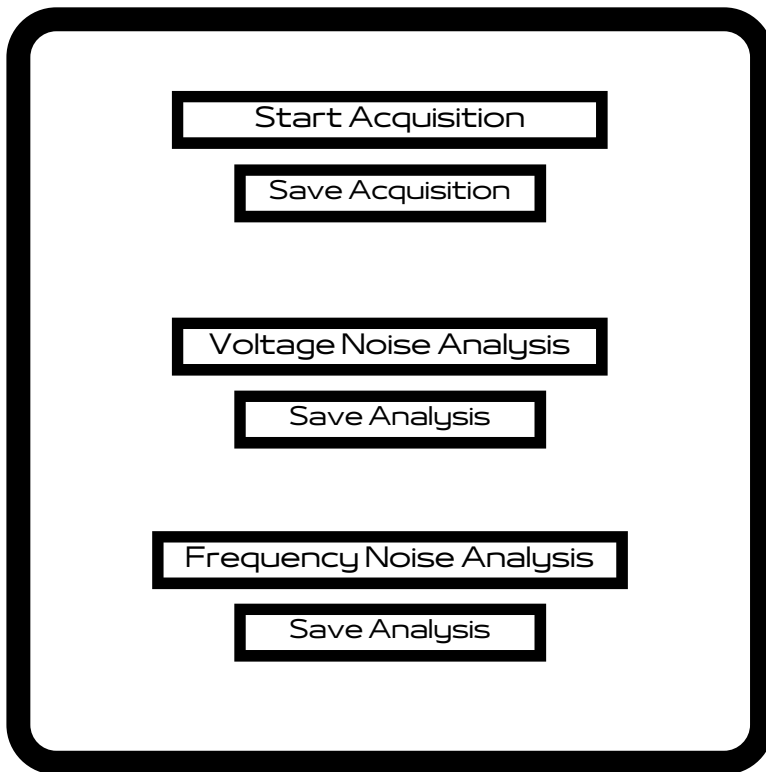 Start Acquisition
Save Acquisition
Voltage Noise Analysis
Save Analysis
Frequency Noise Analysis
Save Analysis